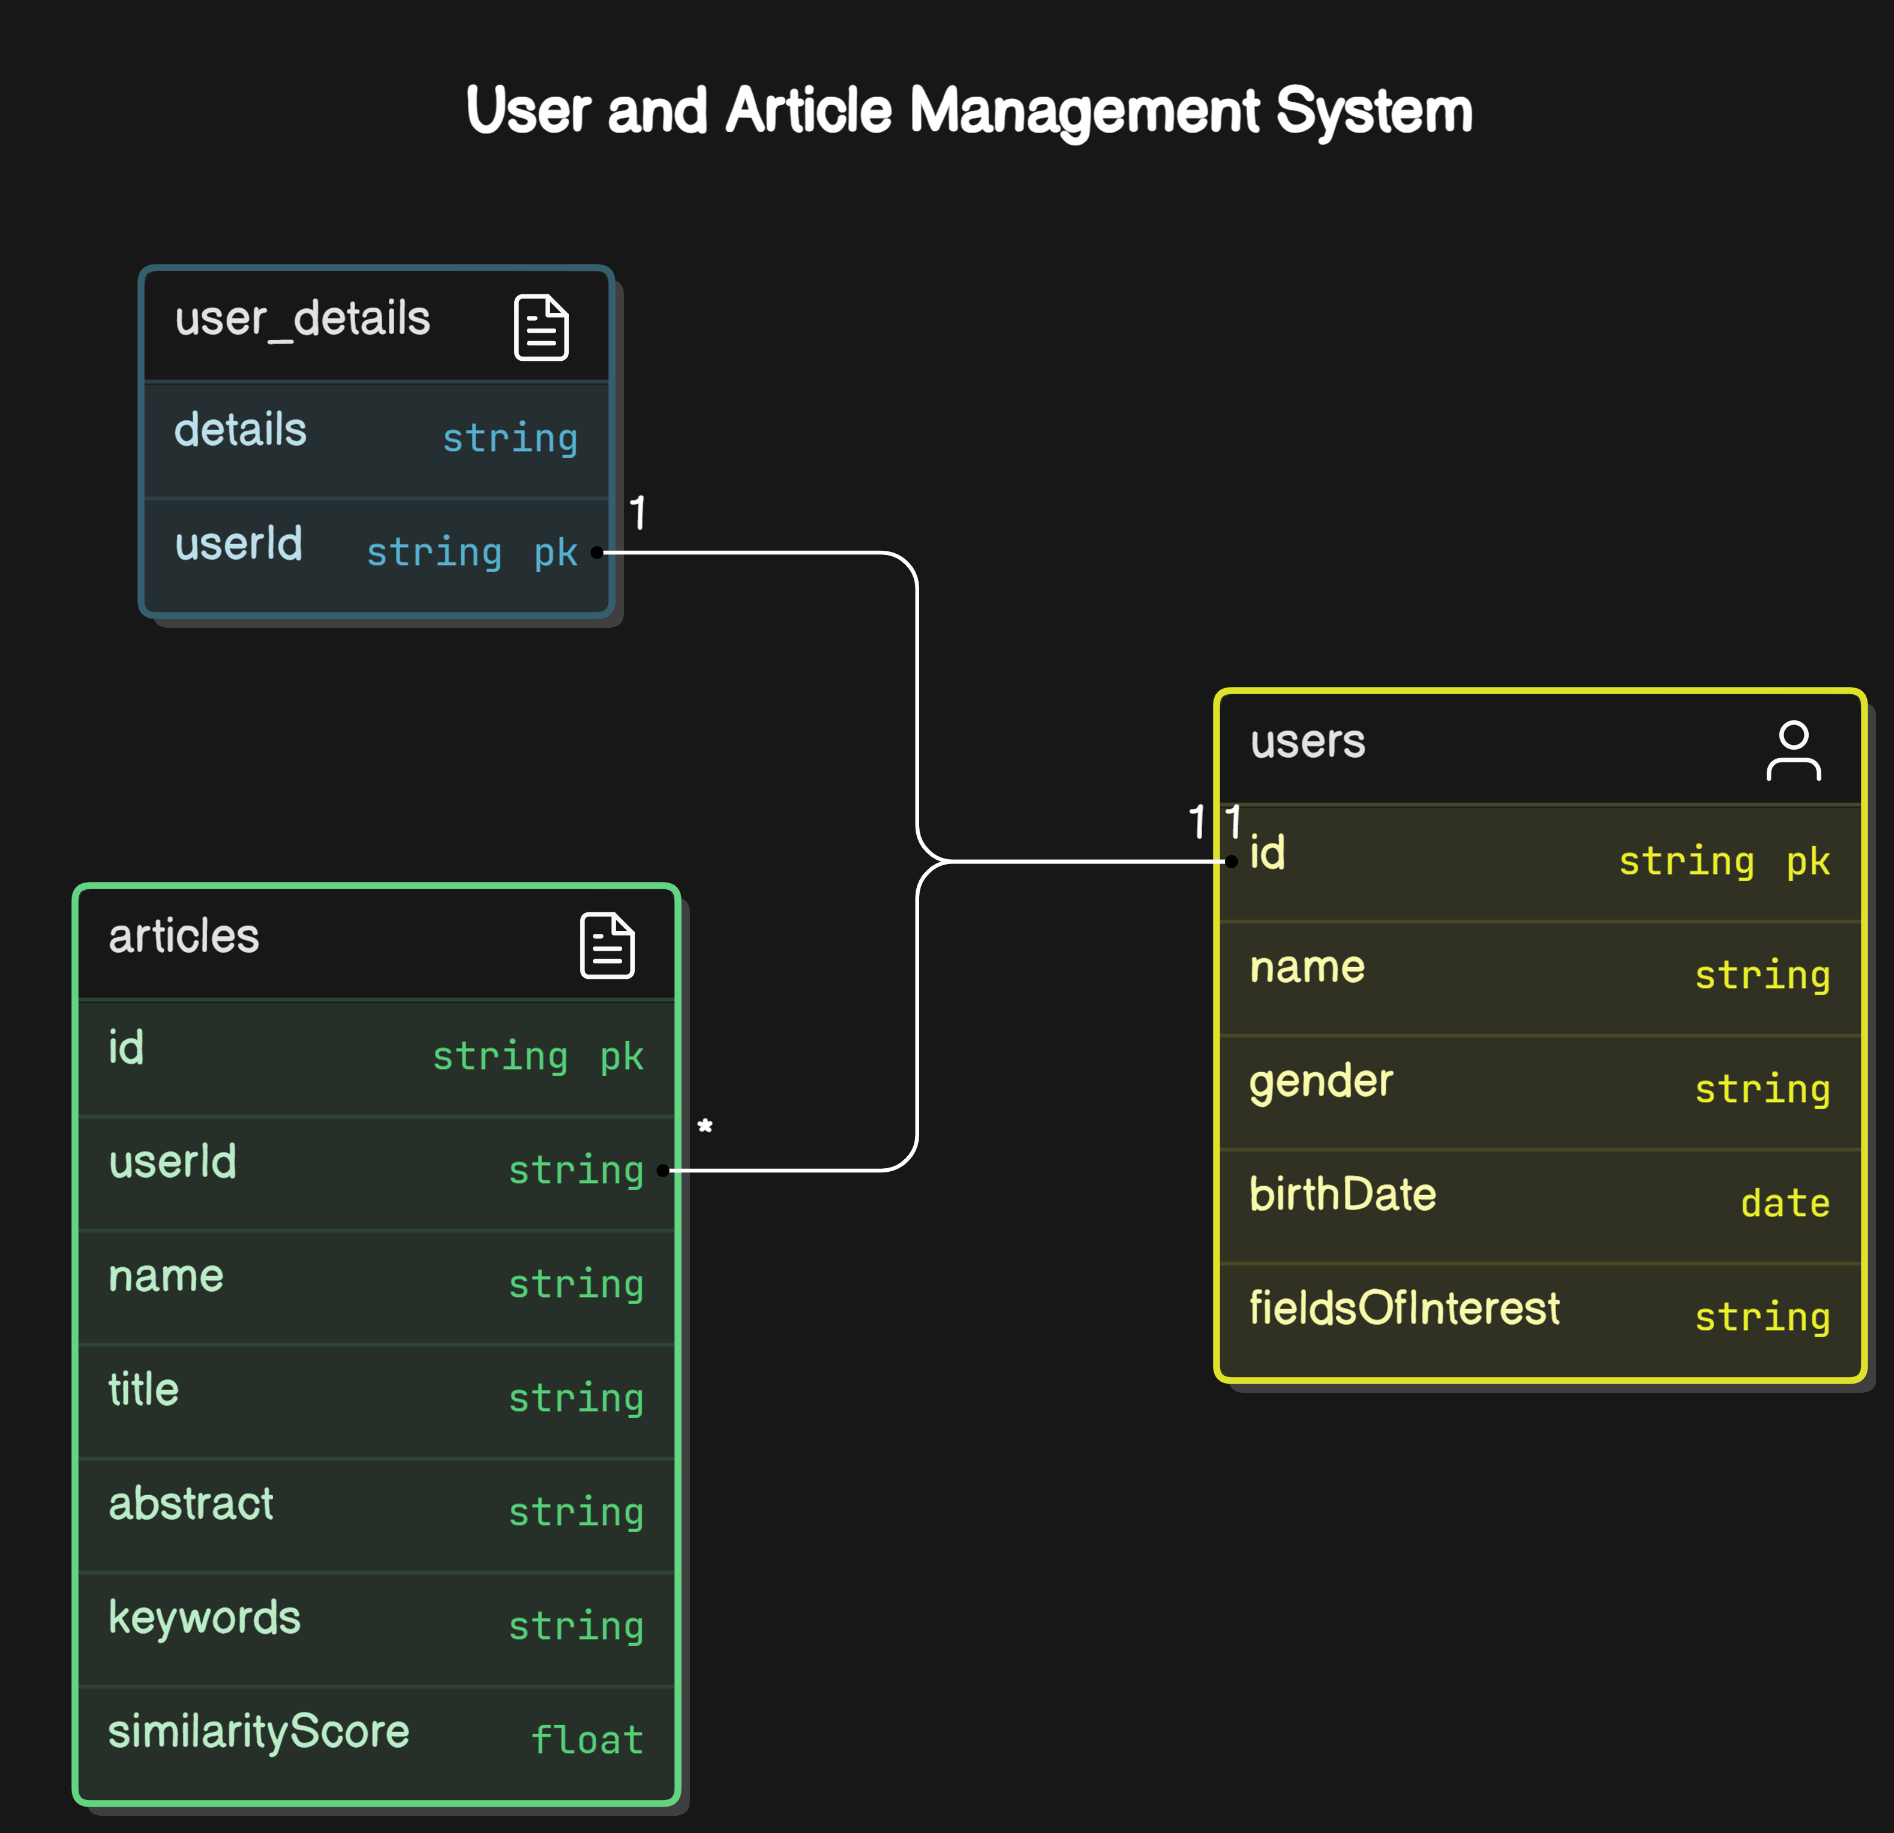 User and Article Management System
user_details
details string
userId string pk
1
users
1 1
id string pk
name string
gender string
birthDate date
fieldsOfInterest string
articles
id string pk
*
userId string
name string
title string
abstract string
keywords string
similarityScore float